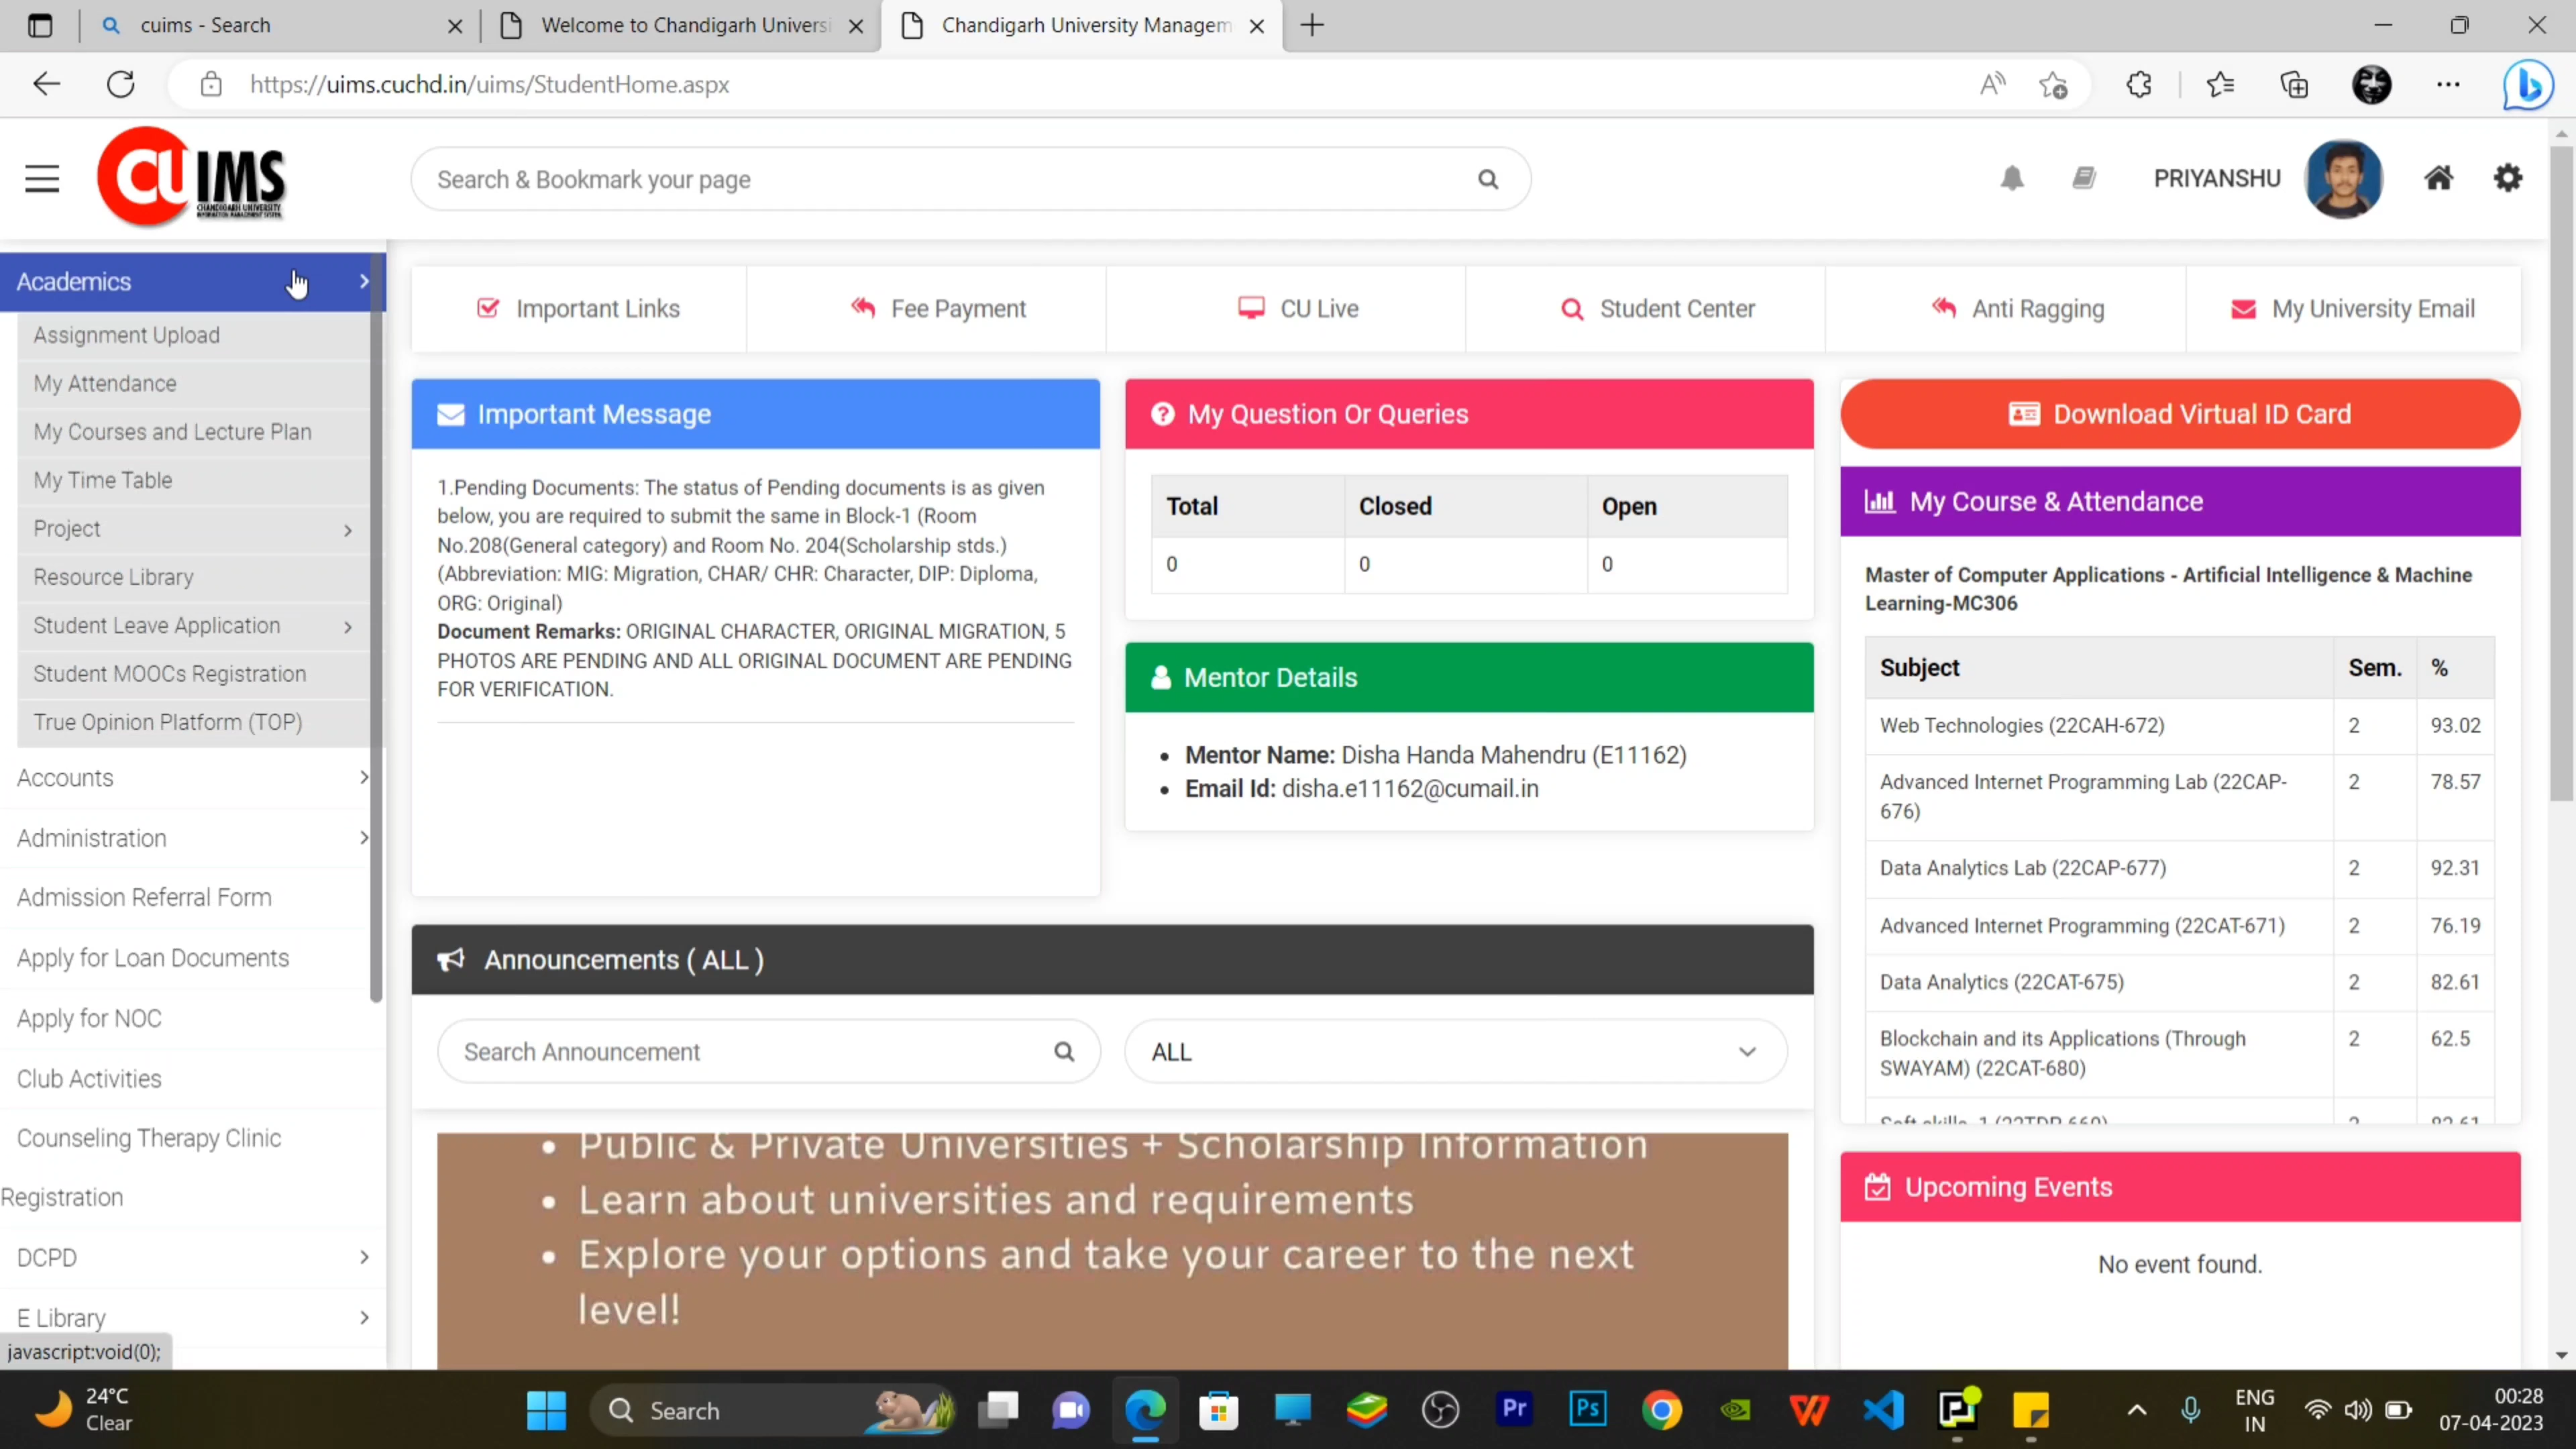 cuims - Search
Welcome to Chandigarh Universi
Chandigarh University Managem
https://uims.cuchd.in/uims/StudentHome.aspx
CUIMS
CHANDIGARH UNIVERSITY
INFORMATION MANAGEMENT SYSTEM
Search & Bookmark your page
PRIYANSHU
Academics
Assignment Upload
My Attendance
My Courses and Lecture Plan
My Time Table
Project
Resource Library
Student Leave Application
Student MOOCs Registration
True Opinion Platform (TOP)
Accounts
Administration
Admission Referral Form
Apply for Loan Documents
Apply for NOC
Club Activities
Counseling Therapy Clinic
Registration
DCPD
E Library
javascript:void(0);
Important Links
Fee Payment
CU Live
Student Center
Anti Ragging
My University Email
Important Message
1.Pending Documents: The status of Pending documents is as given
below, you are required to submit the same in Block-1 (Room
No.208(General category) and Room No. 204(Scholarship stds.)
(Abbreviation: MIG: Migration, CHAR/ CHR: Character, DIP: Diploma,
ORG: Original)
Document Remarks: ORIGINAL CHARACTER, ORIGINAL MIGRATION, 5
PHOTOS ARE PENDING AND ALL ORIGINAL DOCUMENT ARE PENDING
FOR VERIFICATION.
My Question Or Queries
Total Closed Open
0 0 0
Mentor Details
Mentor Name: Disha Handa Mahendru (E11162)
Email Id: disha.e11162@cumail.in
Download Virtual ID Card
My Course & Attendance
Master of Computer Applications - Artificial Intelligence & Machine
Learning-MC306
Subject Sem. %
Web Technologies (22CAH-672) 2 93.02
Advanced Internet Programming Lab (22CAP-
676) 2 78.57
Data Analytics Lab (22CAP-677) 2 92.31
Advanced Internet Programming (22CAT-671) 2 76.19
Data Analytics (22CAT-675) 2 82.61
Blockchain and its Applications (Through
SWAYAM) (22CAT-680) 2 62.5
Announcements ( ALL )
Search Announcement
ALL
• Public & Private Universities + Scholarship Information
• Learn about universities and requirements
• Explore your options and take your career to the next
level!
Upcoming Events
No event found.
24°C
Clear
Search
Pr
Ps
ENG
IN
00:28
07-04-2023